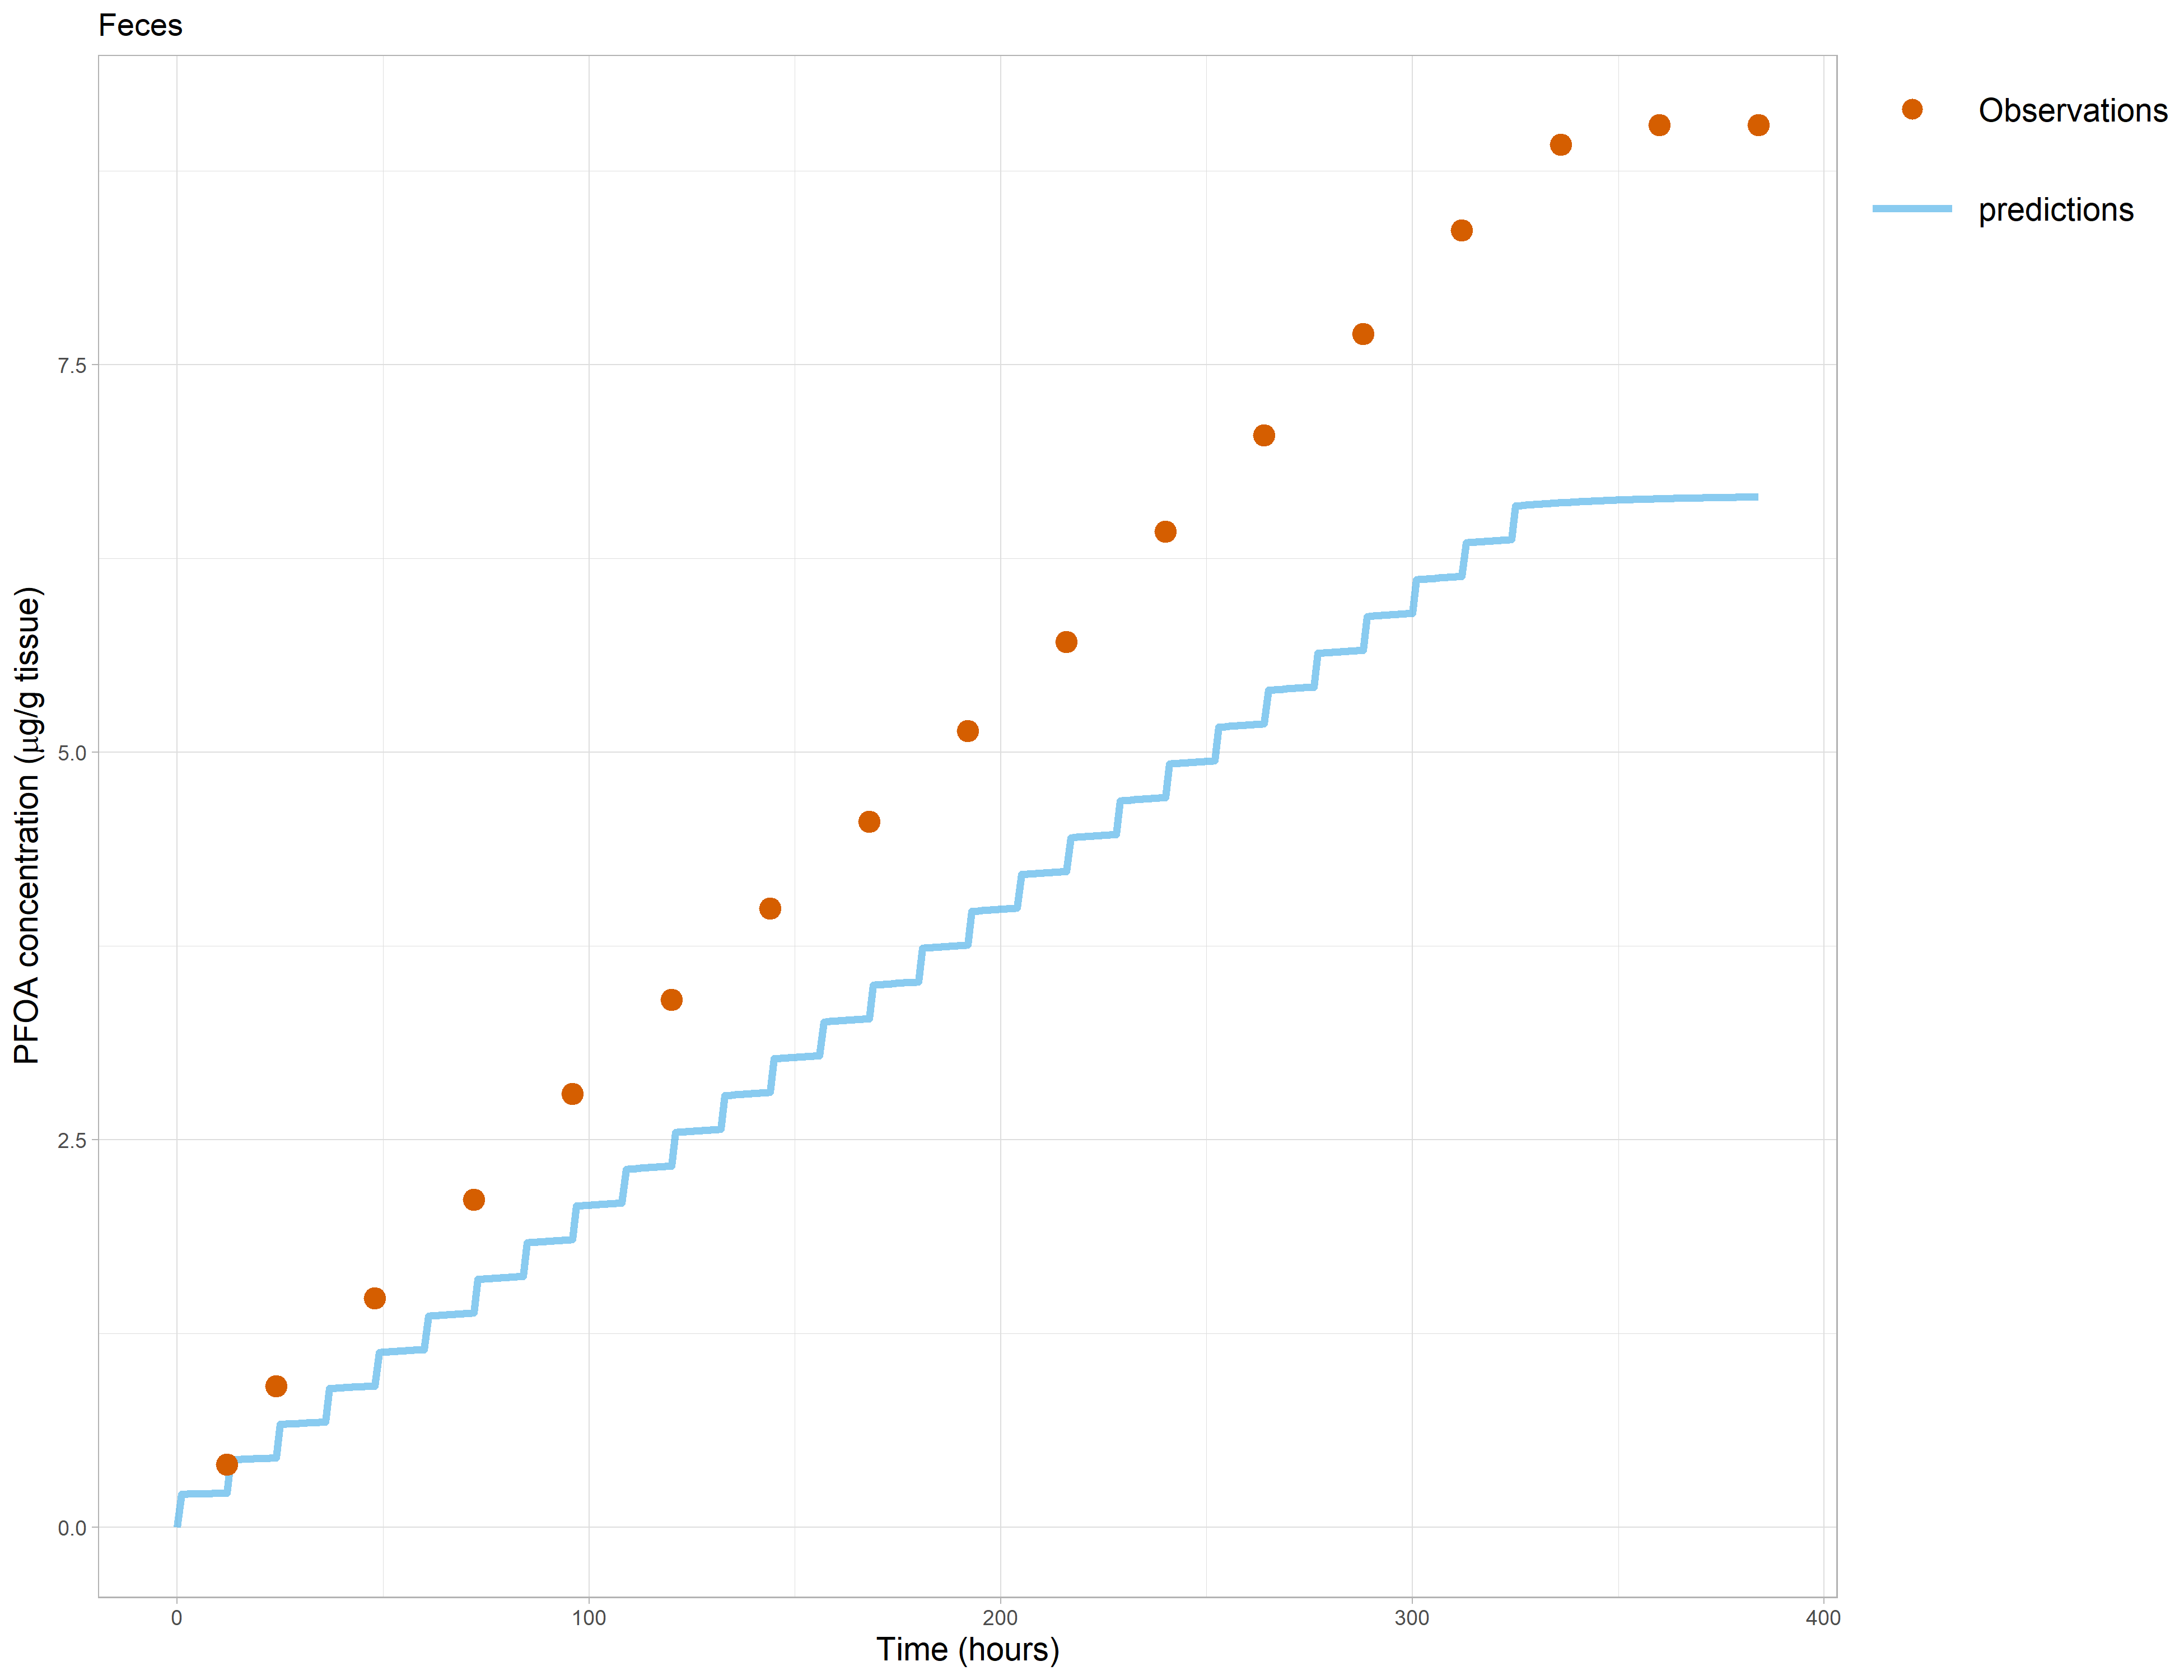 Feces
Observations
predictions
PFOA concentration (μg/g tissue)
7.5
5.0
2.5
0.0
0
100
200
300
400
Time (hours)